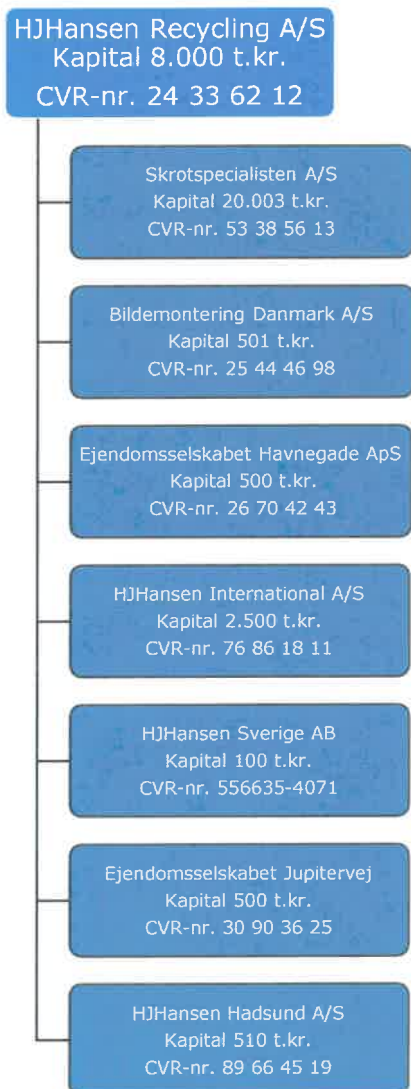 HJHansen Recycling A/S
Kapital 8.000 t.kr.
CVR-nr. 24 33 62 12
Skrotspecialisten A/S
Kapital 20.003 t.kr.
CVR-nr. 53 38 56 13
Bildemontering Danmark A/S
Kapital 501 t.kr.
CVR-nr. 25 44 46 98
Ejendomsselskabet Havnegade ApS
Kapital 500 t.kr.
CVR-nr. 26 70 42 43
HJHansen International A/S
Kapital 2.500 t.kr.
CVR-nr. 76 86 18 11
HJHansen Sverige AB
Kapital 100 t.kr.
CVR-nr. 556635-4071
Ejendomsselskabet Jupitervej
Kapital 500 t.kr.
CVR-nr. 30 90 36 25
HJHansen Hadsund A/S
Kapital 510 t.kr.
CVR-nr. 89 66 45 19